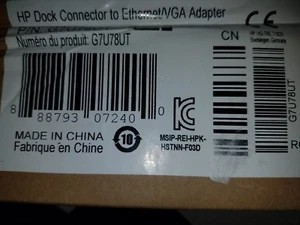 HP Dock Connector to Ethernet/VGA Adapter
Numéro du produit: G7U78UT
CN
8 88793 07240 0
MADE IN CHINA
Fabriqué en Chine
10
MSIP-REI-HPK-
HSTNN-F03D
G7U78UT